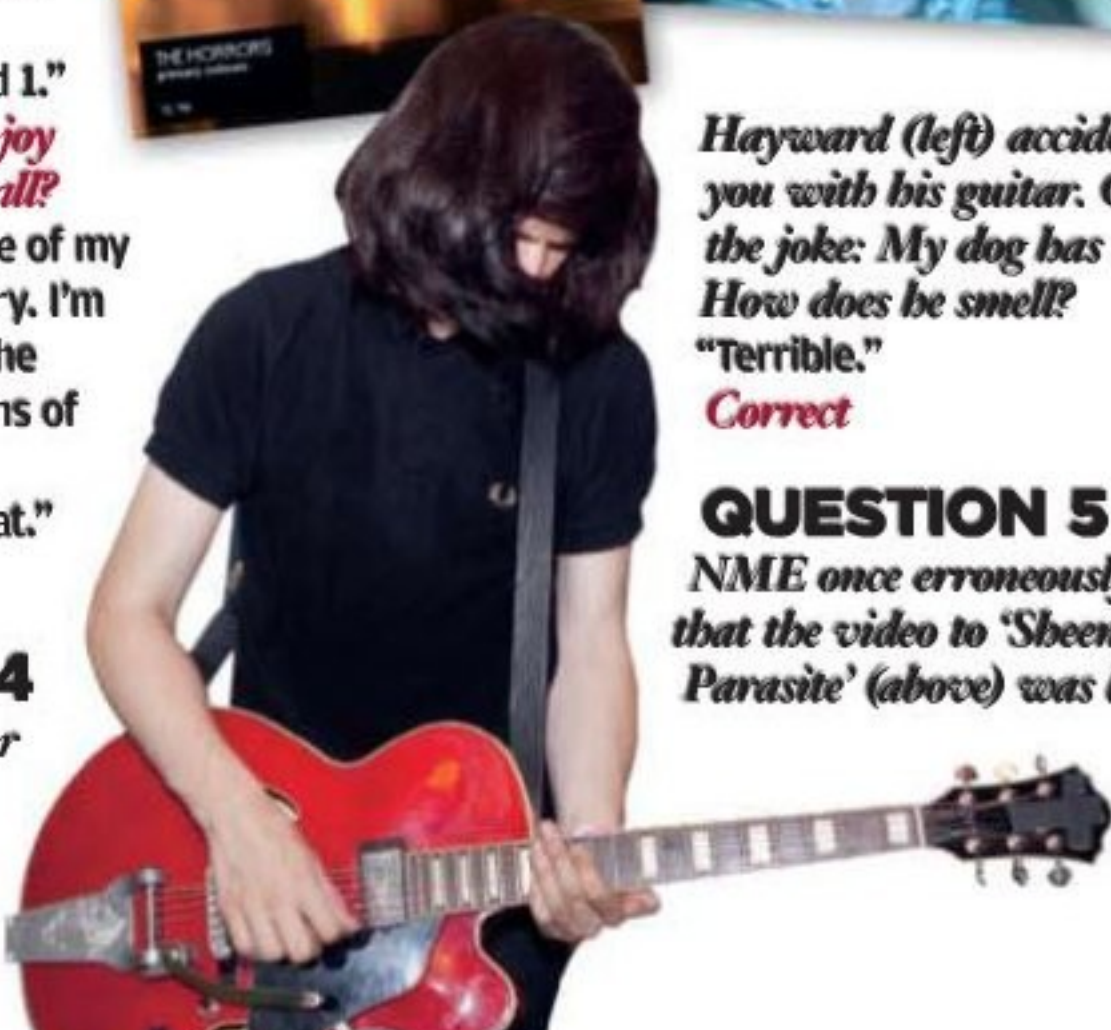 THE HORRORS
d 1.”
joy
all?
e of my
ry. I’m
he
ns of
at.”
4
r
Hayward (left) accide
you with his guitar. 
the joke: My dog has
How does he smell?
“Terrible.”
Correct
QUESTION 5
NME once erroneously
that the video to ‘Sheen
Parasite’ (above) was